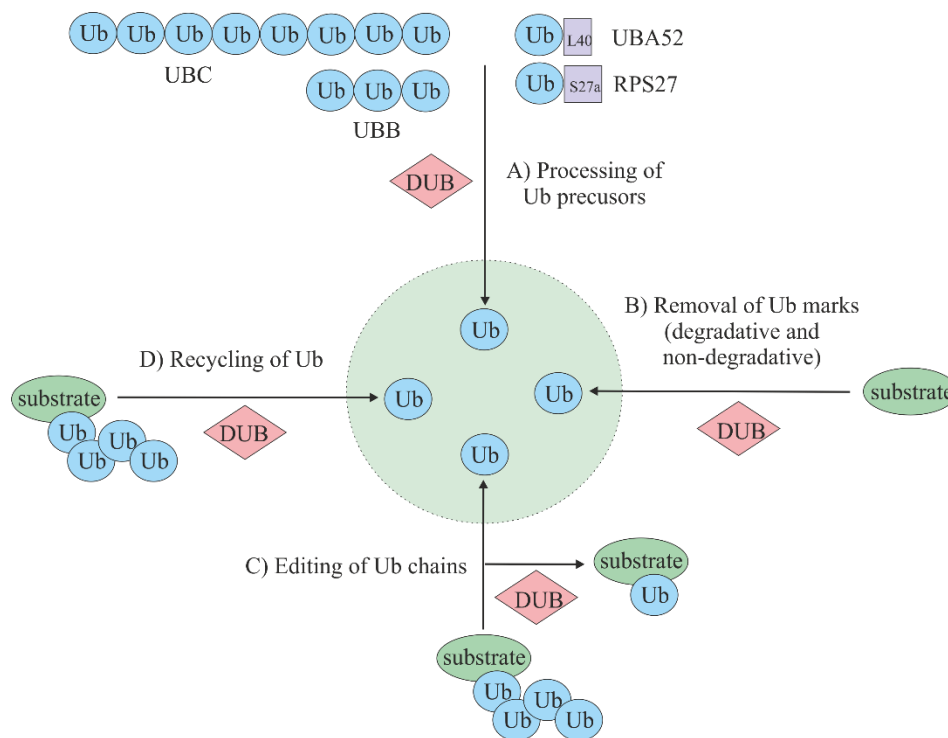 Ub Ub Ub Ub Ub Ub Ub Ub
UBC
Ub L40 UBA52
Ub Ub Ub
UBB
Ub S27a RPS27
DUB
A) Processing of
Ub precusors
Ub
B) Removal of Ub marks
(degradative and
non-degradative)
D) Recycling of Ub
substrate
DUB
Ub
Ub
Ub
Ub
Ub
Ub
substrate
DUB
Ub
C) Editing of Ub chains
DUB
substrate
Ub
substrate
Ub
Ub
Ub
Ub